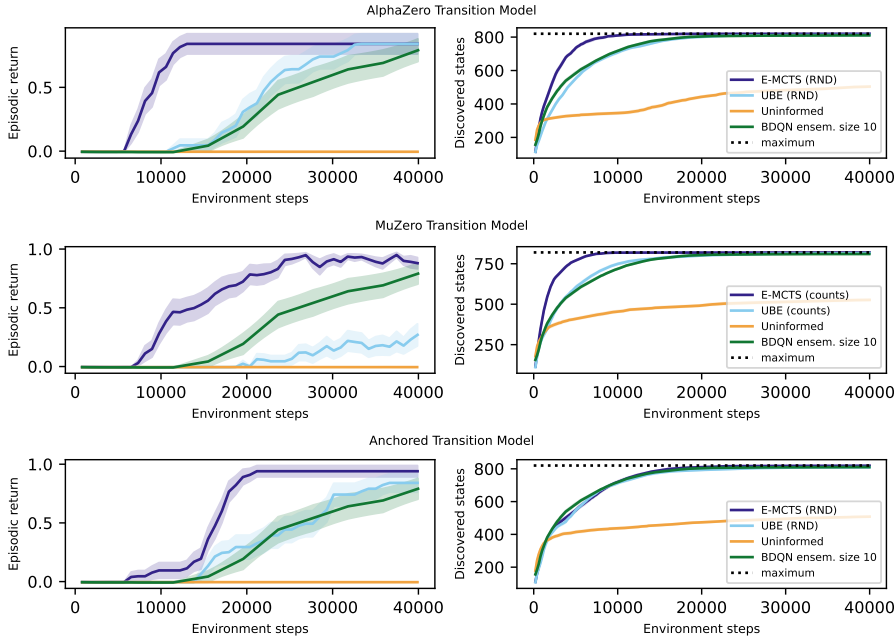 AlphaZero Transition Model
Episodic return
0.5
0.0
0 10000 20000 30000 40000
Environment steps
Discovered states
800
600
400
200
E-MCTS (RND)
UBE (RND)
Uninformed
BDQN ensem. size 10
maximum
0 10000 20000 30000 40000
Environment steps
MuZero Transition Model
Episodic return
1.0
0.5
0.0
0 10000 20000 30000 40000
Environment steps
Discovered states
750
500
250
E-MCTS (counts)
UBE (counts)
Uninformed
BDQN ensem. size 10
maximum
0 10000 20000 30000 40000
Environment steps
Anchored Transition Model
Episodic return
1.0
0.5
0.0
0 10000 20000 30000 40000
Environment steps
Discovered states
800
600
400
200
E-MCTS (RND)
UBE (RND)
Uninformed
BDQN ensem. size 10
maximum
0 10000 20000 30000 40000
Environment steps